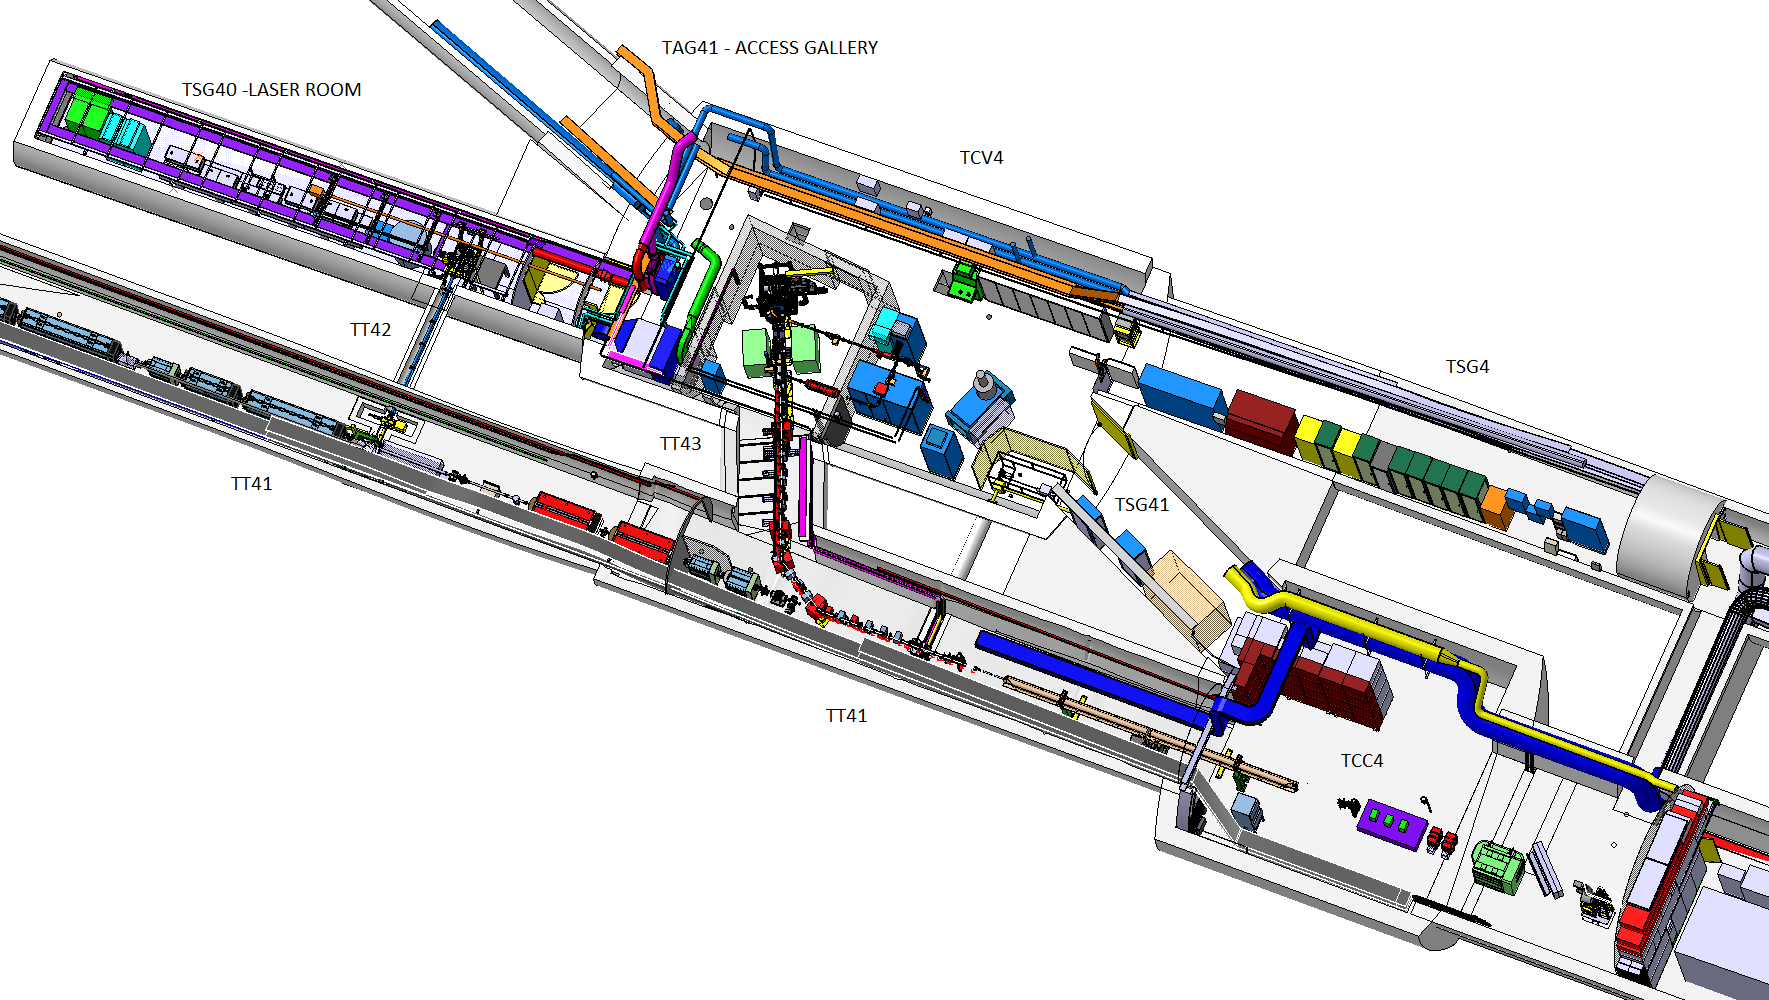 TAG41 - ACCESS GALLERY
TSG40 -LASER ROOM
TCV4
TT42
TSG4
TT43
TT41
TSG41
TT41
TCC4